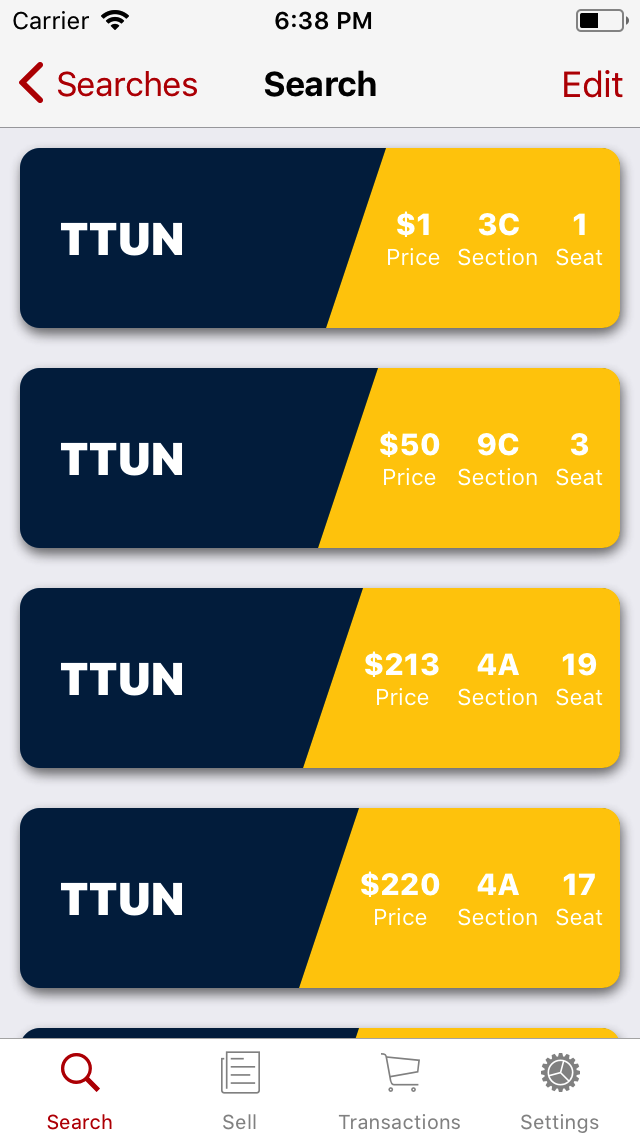 Carrier 6:38 PM
Searches Search Edit
TTUN
$1 3C 1
Price Section Seat
TTUN
$50 9C 3
Price Section Seat
TTUN
$213 4A 19
Price Section Seat
TTUN
$220 4A 17
Price Section Seat
Search Sell Transactions Settings